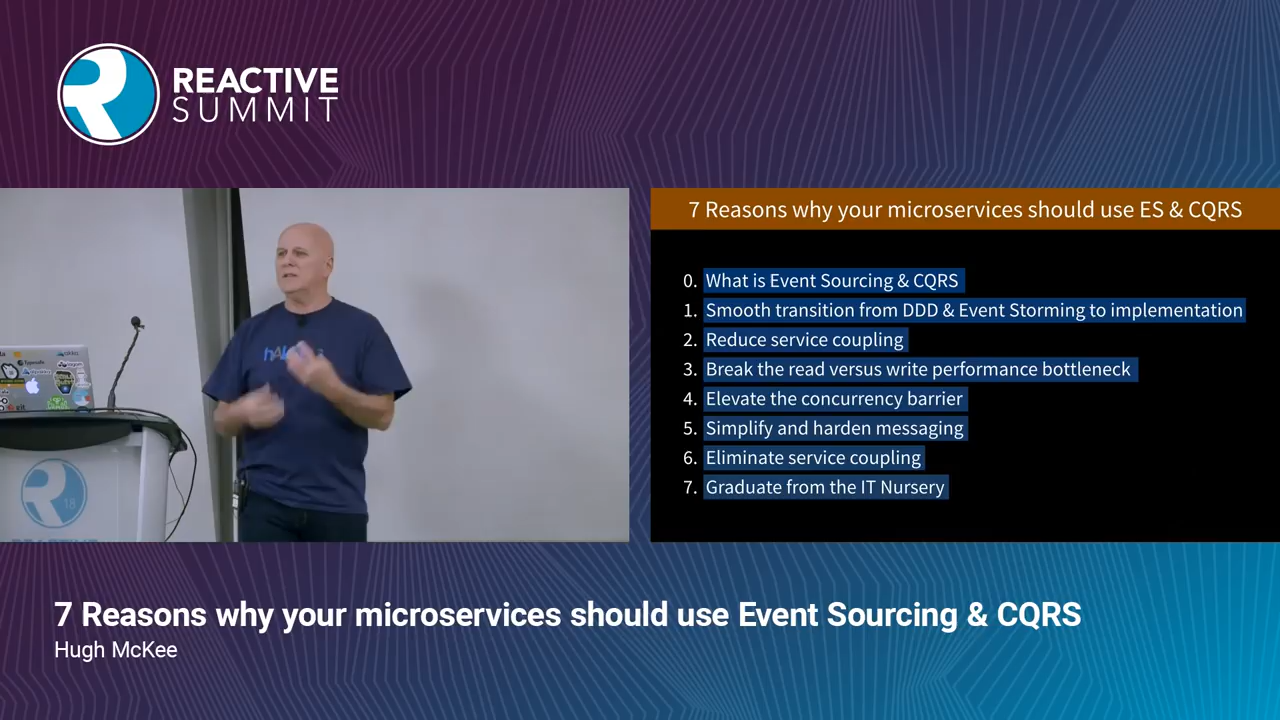 REACTIVE
SUMMIT
7 Reasons why your microservices should use ES & CQRS
0. What is Event Sourcing & CQRS
1. Smooth transition from DDD & Event Storming to implementation
2. Reduce service coupling
3. Break the read versus write performance bottleneck
4. Elevate the concurrency barrier
5. Simplify and harden messaging
6. Eliminate service coupling
7. Graduate from the IT Nursery
18
REACTIVE
7 Reasons why your microservices should use Event Sourcing & CQRS
Hugh McKee